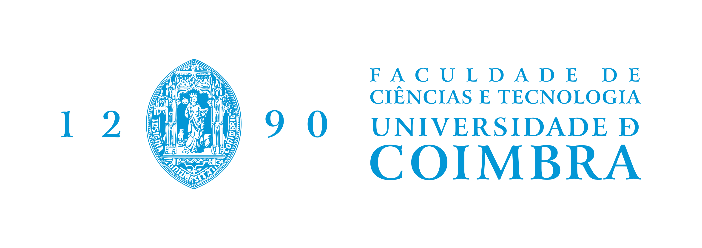 12 90
FACULDADE DE
CIÊNCIAS E TECNOLOGIA
UNIVERSIDADE Ð
COIMBRA